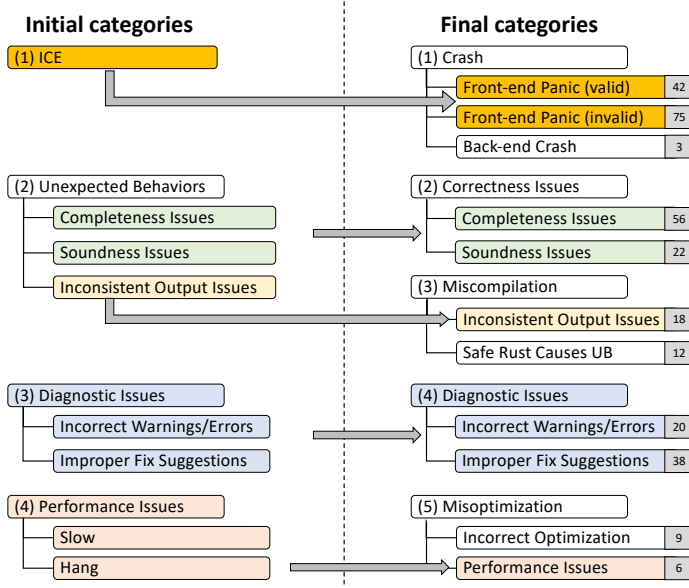 Initial categories
(1) ICE
(2) Unexpected Behaviors
Completeness Issues
Soundness Issues
Inconsistent Output Issues
(3) Diagnostic Issues
Incorrect Warnings/Errors
Improper Fix Suggestions
(4) Performance Issues
Slow
Hang
Final categories
(1) Crash
Front-end Panic (valid) 42
Front-end Panic (invalid) 75
Back-end Crash 3
(2) Correctness Issues
Completeness Issues 56
Soundness Issues 22
(3) Miscompilation
Inconsistent Output Issues 18
Safe Rust Causes UB 12
(4) Diagnostic Issues
Incorrect Warnings/Errors 20
Improper Fix Suggestions 38
(5) Misoptimization
Incorrect Optimization 9
Performance Issues 6